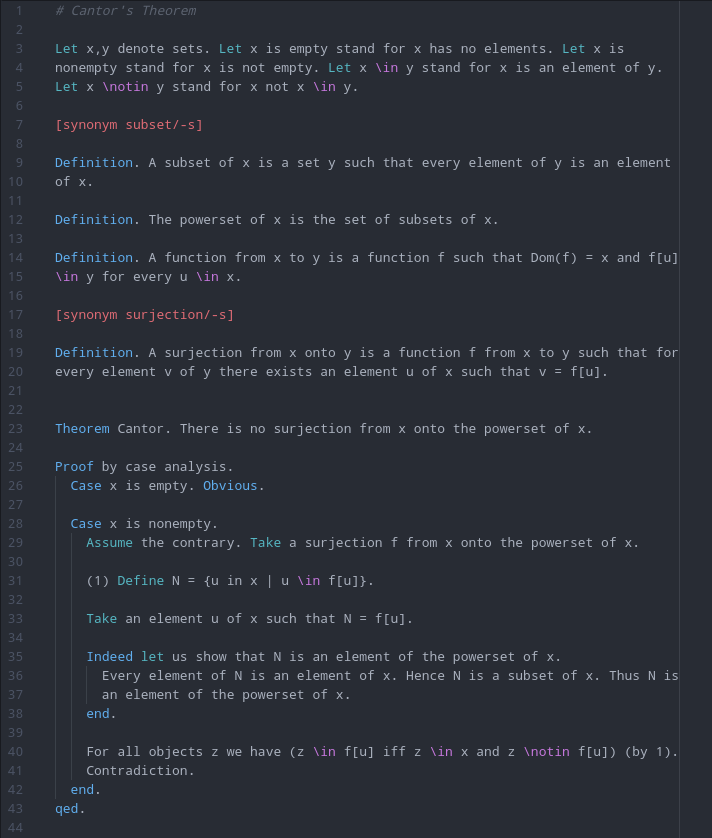 1 # Cantor's Theorem
2
3 Let x,y denote sets. Let x is empty stand for x has no elements. Let x is
4 nonempty stand for x is not empty. Let x \in y stand for x is an element of y.
5 Let x \notin y stand for x not x \in y.
6
7 [synonym subset/-s]
8
9 Definition. A subset of x is a set y such that every element of y is an element
10 of x.
11
12 Definition. The powerset of x is the set of subsets of x.
13
14 Definition. A function from x to y is a function f such that Dom(f) = x and f[u]
15 \in y for every u \in x.
16
17 [synonym surjection/-s]
18
19 Definition. A surjection from x onto y is a function f from x to y such that for
20 every element v of y there exists an element u of x such that v = f[u].
21
22
23 Theorem Cantor. There is no surjection from x onto the powerset of x.
24
25 Proof by case analysis.
26 Case x is empty. Obvious.
27
28 Case x is nonempty.
29 Assume the contrary. Take a surjection f from x onto the powerset of x.
30
31 (1) Define N = {u in x | u \in f[u]}.
32
33 Take an element u of x such that N = f[u].
34
35 Indeed let us show that N is an element of the powerset of x.
36 Every element of N is an element of x. Hence N is a subset of x. Thus N is
37 an element of the powerset of x.
38 end.
39
40 For all objects z we have (z \in f[u] iff z \in x and z \notin f[u]) (by 1).
41 Contradiction.
42 end.
43 qed.
44